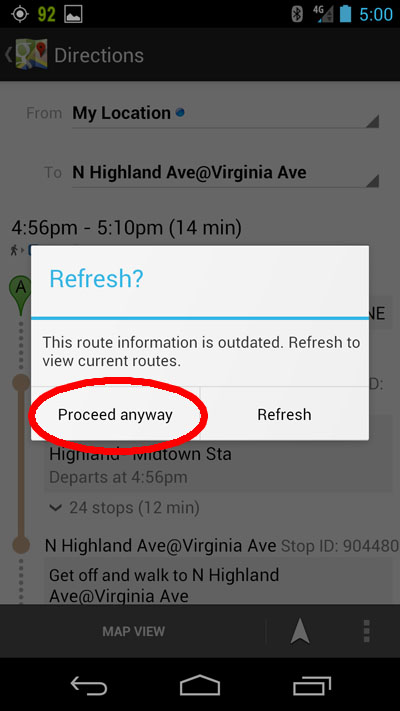 92 4G 5:00
Directions
From My Location
To N Highland Ave@Virginia Ave
4:56pm - 5:10pm (14 min)
A
Refresh?
NE
This route information is outdated. Refresh to
view current routes.
D:
Proceed anyway Refresh
Highland - Midtown Sta
Departs at 4:56pm
24 stops (12 min)
N Highland Ave@Virginia Ave Stop ID: 904480
Get off and walk to N Highland
Ave@Virginia Ave
MAP VIEW